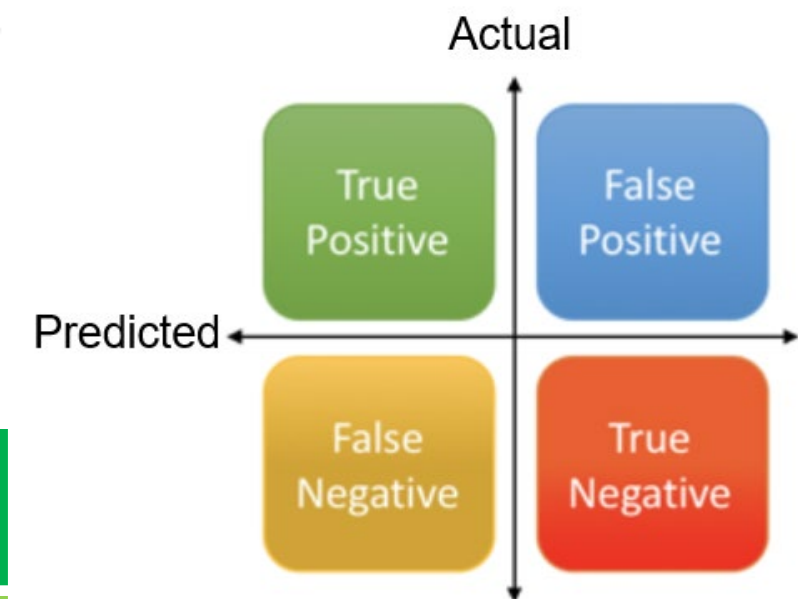 Actual
True
Positive
False
Positive
Predicted
False
Negative
True
Negative